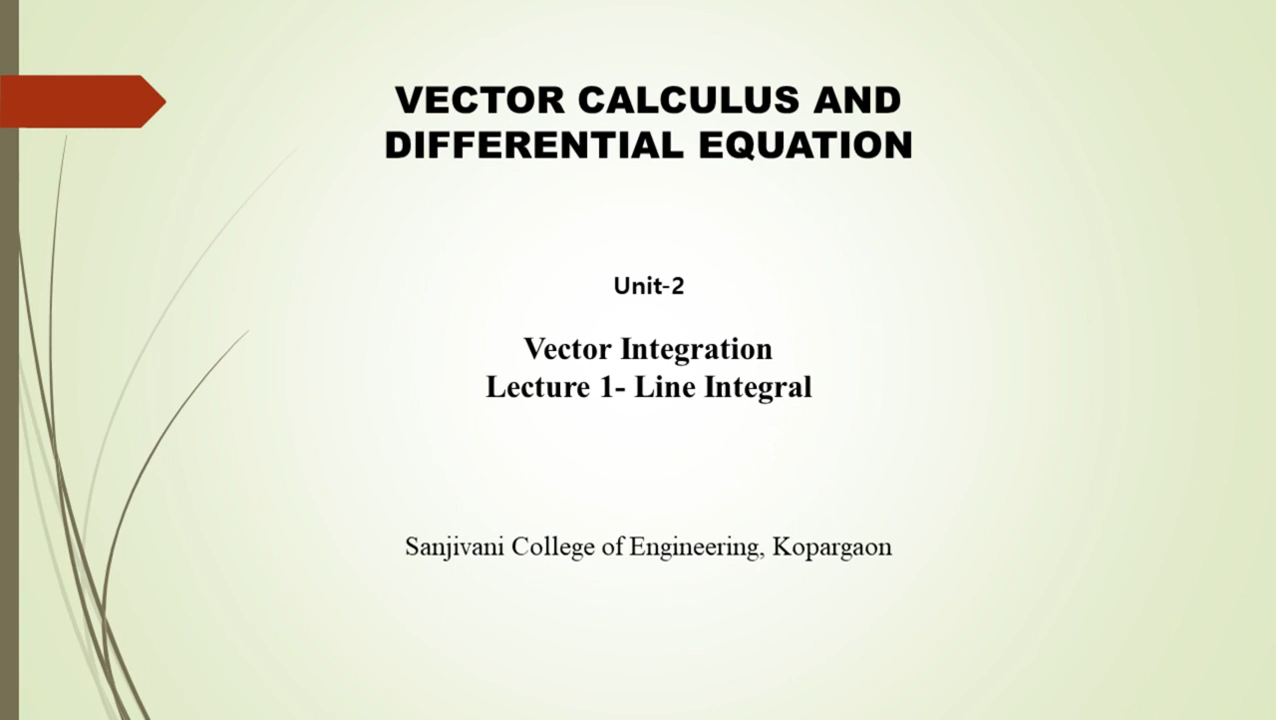 VECTOR CALCULUS AND
DIFFERENTIAL EQUATION
Unit-2
Vector Integration
Lecture 1- Line Integral
Sanjivani College of Engineering, Kopargaon